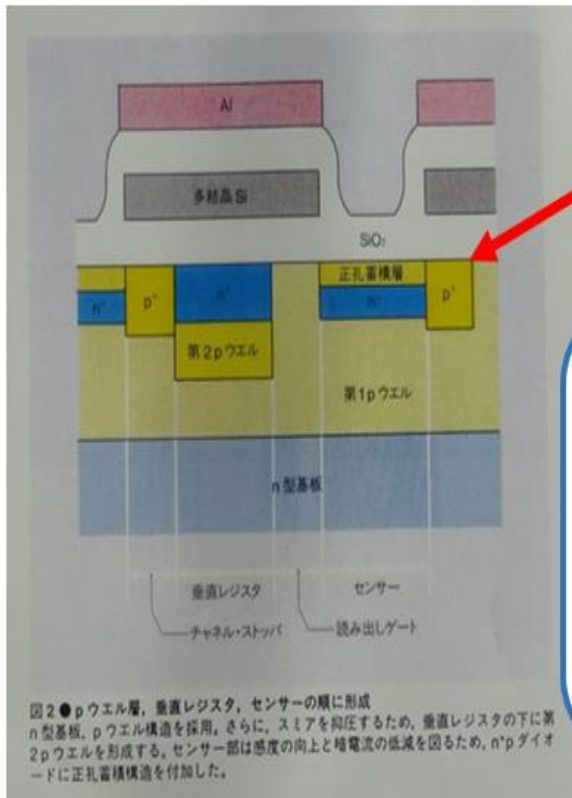 Al
多結晶Si
SiO₂
正孔蓄積層
n⁺
p⁺
n⁺
n⁺
p⁺
第2pウエル
第1pウエル
n型基板
垂直レジスタ
センサー
チャネル・ストッパ
読み出しゲート
図2●pウエル層，垂直レジスタ，センサーの順に形成
n型基板，pウエル構造を採用。さらに，スミアを抑圧するため，垂直レジスタの下に第
2pウエルを形成する。センサー部は感度の向上と暗電流の低減を図るため，n⁺pダイオ
ードに正孔蓄積構造を付加した。